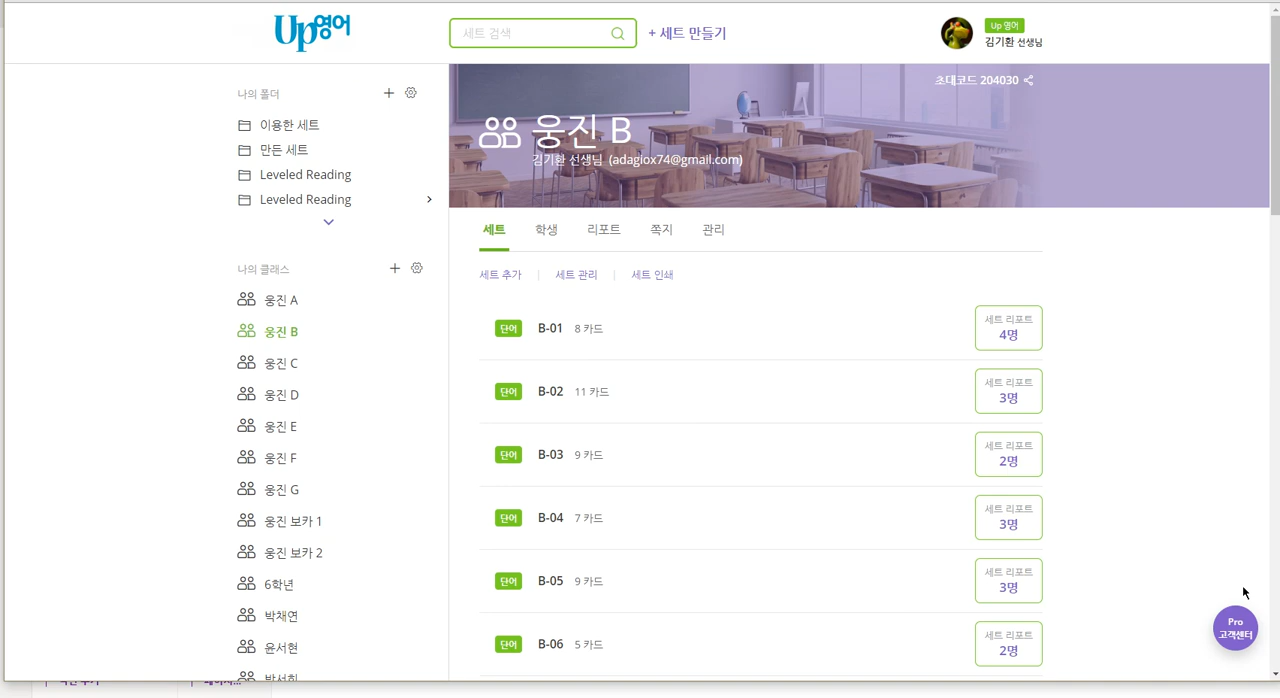 Up영어
세트 검색
+ 세트 만들기
Up 영어
김기환 선생님
나의 폴더
이용한 세트
만든 세트
Leveled Reading
Leveled Reading
나의 클래스
웅진 A
웅진 B
웅진 C
웅진 D
웅진 E
웅진 F
웅진 G
웅진 보카 1
웅진 보카 2
6학년
박채연
윤서현
초대코드 204030
웅진 B
김기환 선생님 (adagiox74@gmail.com)
세트 학생 리포트 쪽지 관리
세트 추가 | 세트 관리 | 세트 인쇄
단어 B-01 8 카드
세트 리포트
4명
단어 B-02 11 카드
세트 리포트
3명
단어 B-03 9 카드
세트 리포트
2명
단어 B-04 7 카드
세트 리포트
3명
단어 B-05 9 카드
세트 리포트
3명
단어 B-06 5 카드
세트 리포트
2명
Pro
고객센터